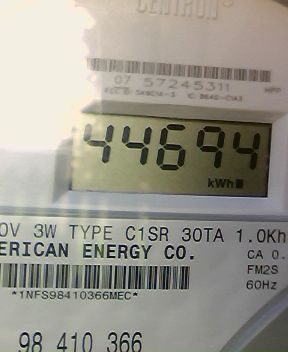 CENTRON®
07 57245311
44694
kWh
0V 3W TYPE C1SR 30TA 1.0Kh
ERICAN ENERGY CO.
CA 0.
FM2S
60Hz
*1NFS98410366MEC*
98 410 366